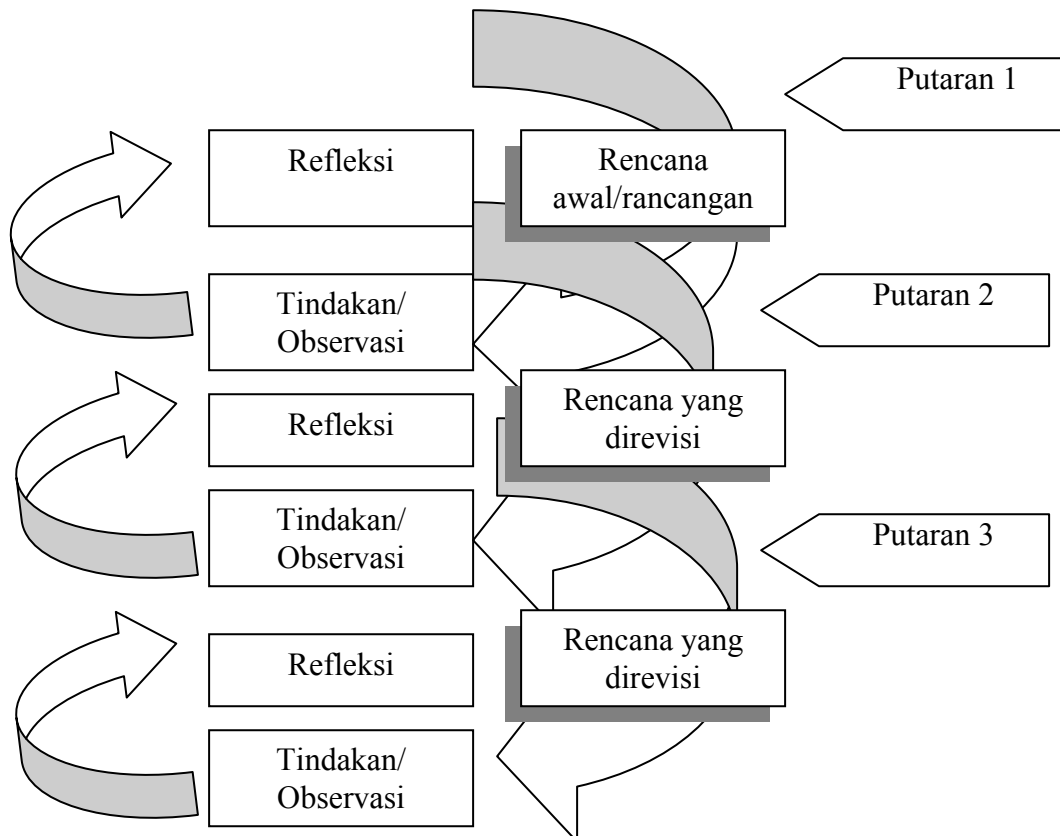 Putaran 1
Refleksi
Rencana
awal/rancangan
Tindakan/
Observasi
Putaran 2
Refleksi
Rencana yang
direvisi
Tindakan/
Observasi
Putaran 3
Refleksi
Rencana yang
direvisi
Tindakan/
Observasi